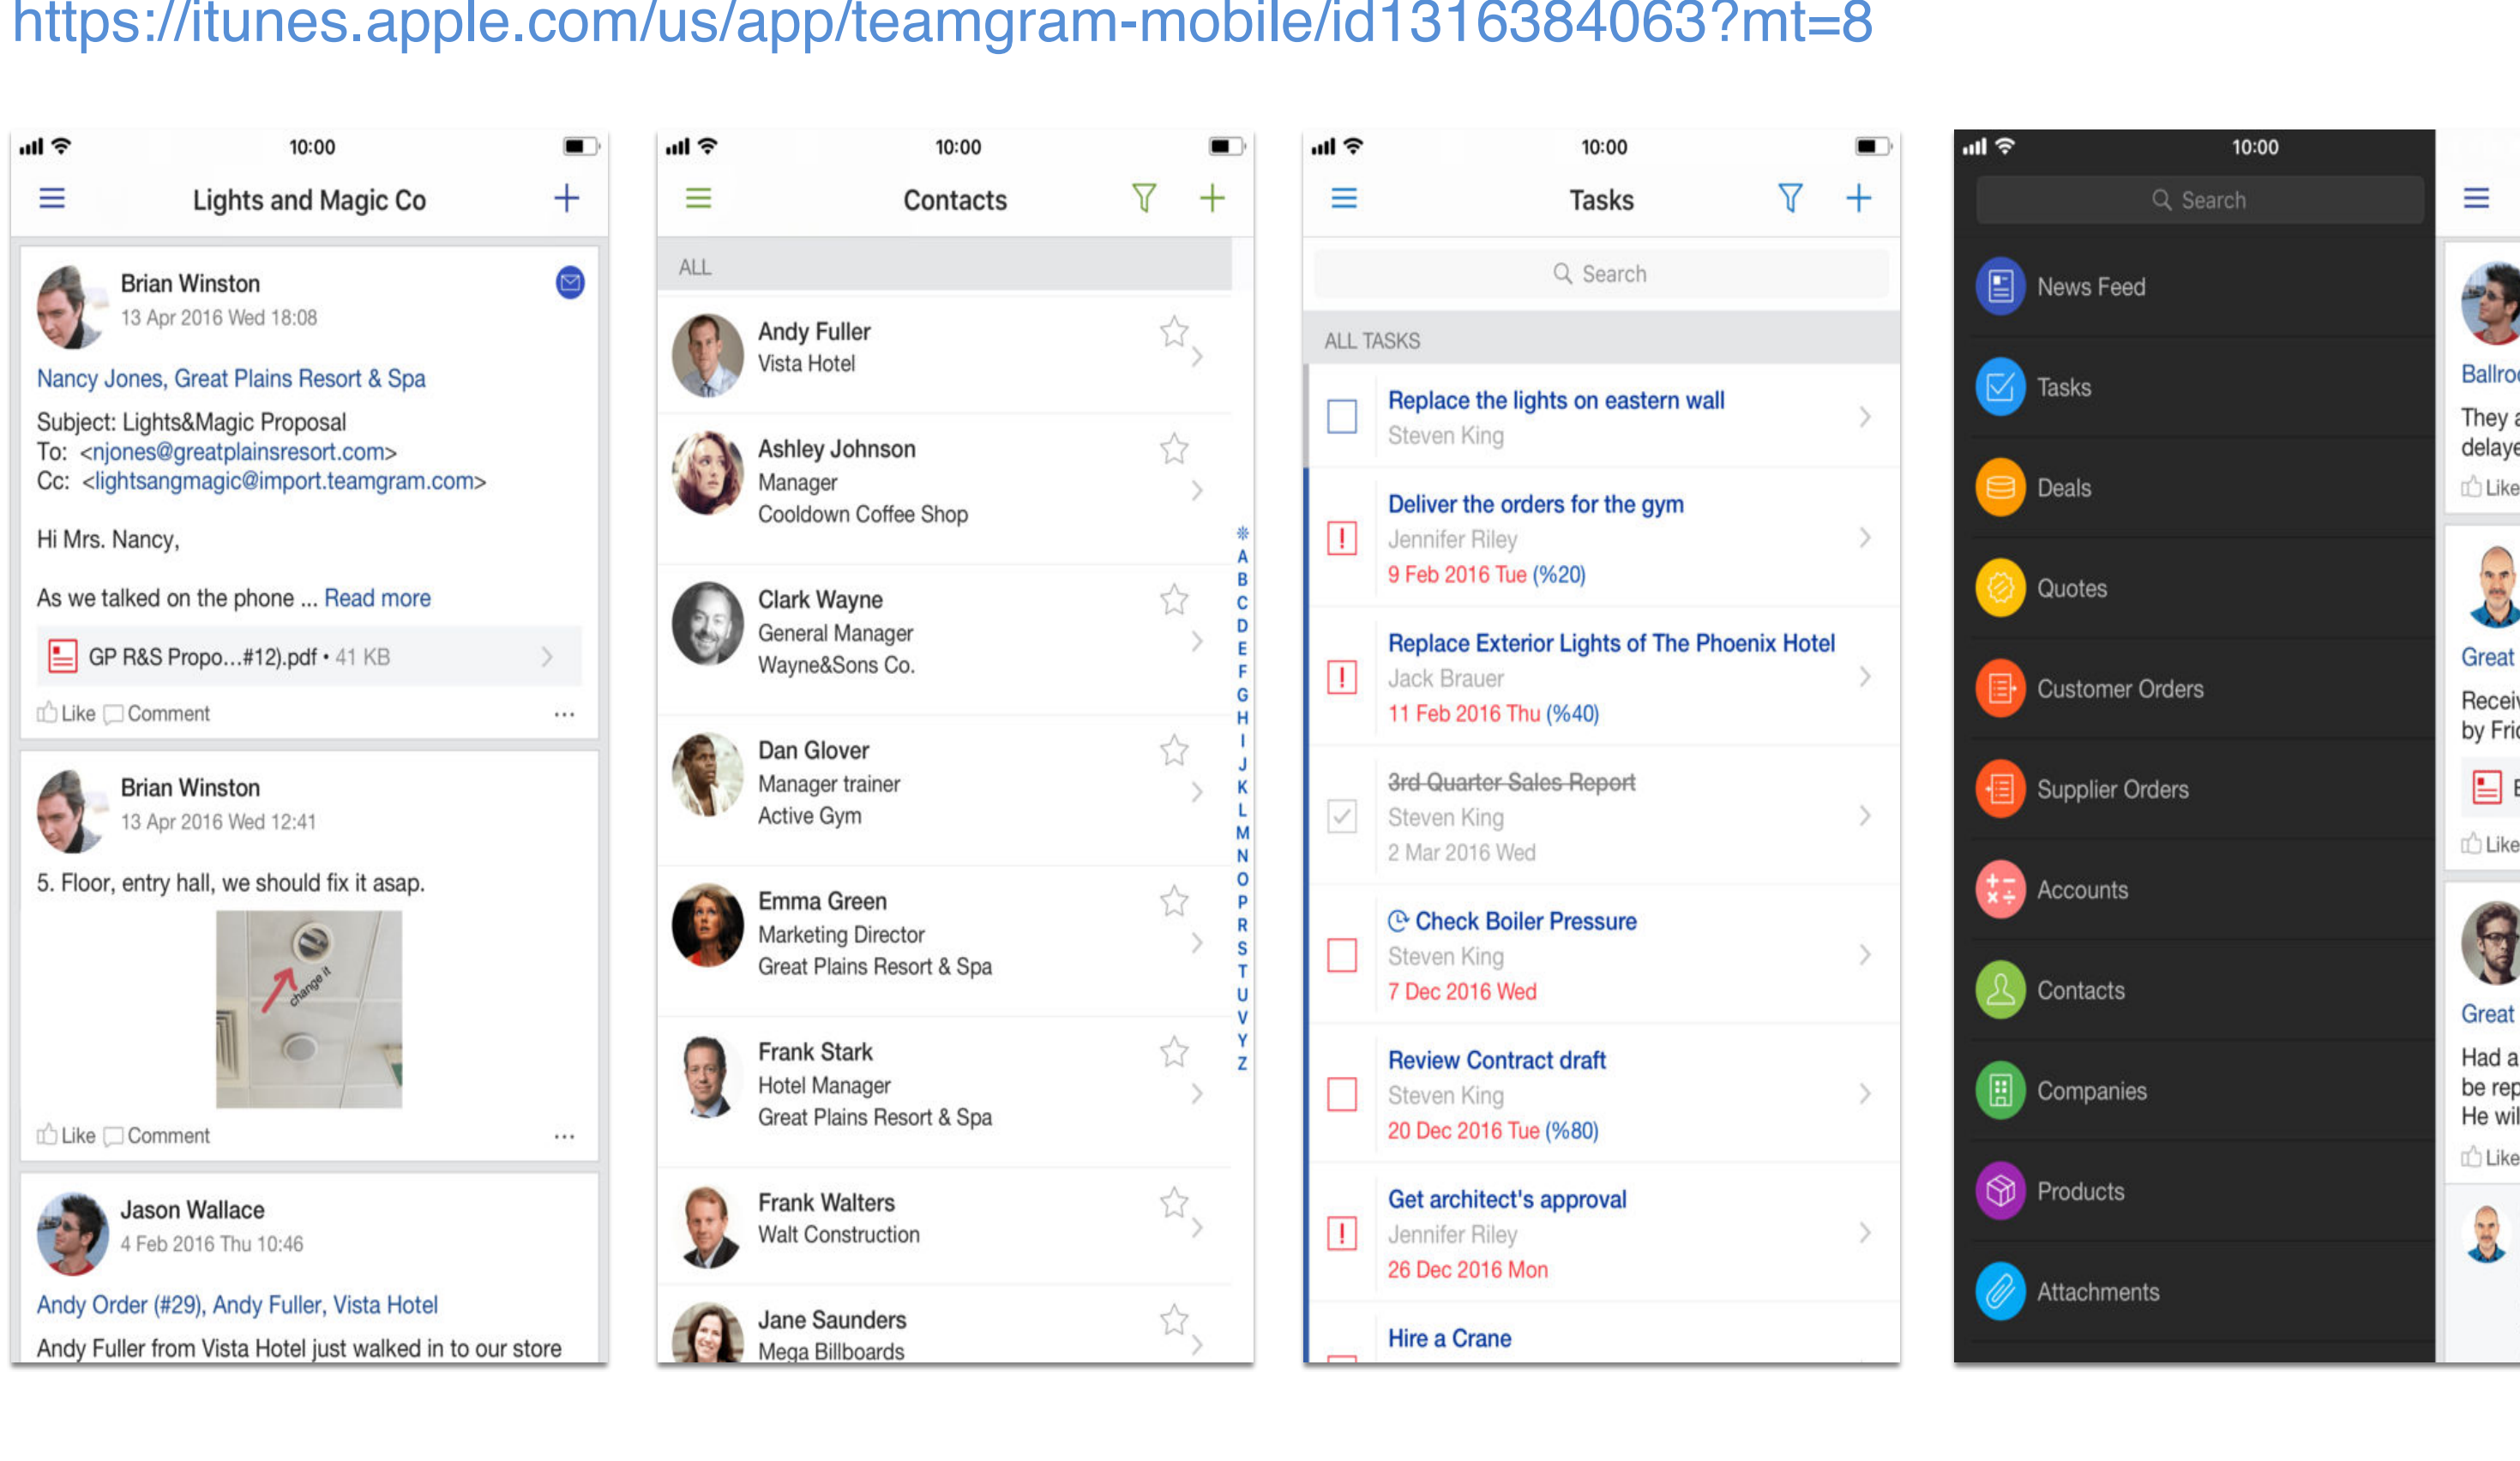 https://itunes.apple.com/us/app/teamgram-mobile/id1316384063?mt=8
10:00
Lights and Magic Co
Brian Winston
13 Apr 2016 Wed 18:08
Nancy Jones, Great Plains Resort & Spa
Subject: Lights&Magic Proposal
To: <njones@greatplainsresort.com>
Cc: <lightsangmagic@import.teamgram.com>
Hi Mrs. Nancy,
As we talked on the phone ... Read more
GP R&S Propo...#12).pdf • 41 KB
Like Comment
Brian Winston
13 Apr 2016 Wed 12:41
5. Floor, entry hall, we should fix it asap.
change it
Like Comment
Jason Wallace
4 Feb 2016 Thu 10:46
Andy Order (#29), Andy Fuller, Vista Hotel
Andy Fuller from Vista Hotel just walked in to our store
10:00
Contacts
ALL
Andy Fuller
Vista Hotel
Ashley Johnson
Manager
Cooldown Coffee Shop
Clark Wayne
General Manager
Wayne&Sons Co.
Dan Glover
Manager trainer
Active Gym
Emma Green
Marketing Director
Great Plains Resort & Spa
Frank Stark
Hotel Manager
Great Plains Resort & Spa
Frank Walters
Walt Construction
Jane Saunders
Mega Billboards
A
B
C
D
E
F
G
H
I
J
K
L
M
N
O
P
R
S
T
U
V
Y
Z
10:00
Tasks
Search
ALL TASKS
Replace the lights on eastern wall
Steven King
Deliver the orders for the gym
Jennifer Riley
9 Feb 2016 Tue (%20)
Replace Exterior Lights of The Phoenix Hotel
Jack Brauer
11 Feb 2016 Thu (%40)
3rd Quarter Sales Report
Steven King
2 Mar 2016 Wed
Check Boiler Pressure
Steven King
7 Dec 2016 Wed
Review Contract draft
Steven King
20 Dec 2016 Tue (%80)
Get architect's approval
Jennifer Riley
26 Dec 2016 Mon
Hire a Crane
10:00
Search
News Feed
Tasks
Deals
Quotes
Customer Orders
Supplier Orders
Accounts
Contacts
Companies
Products
Attachments
They
Like
Great
by
Like
Great
Had a
be
He
Like